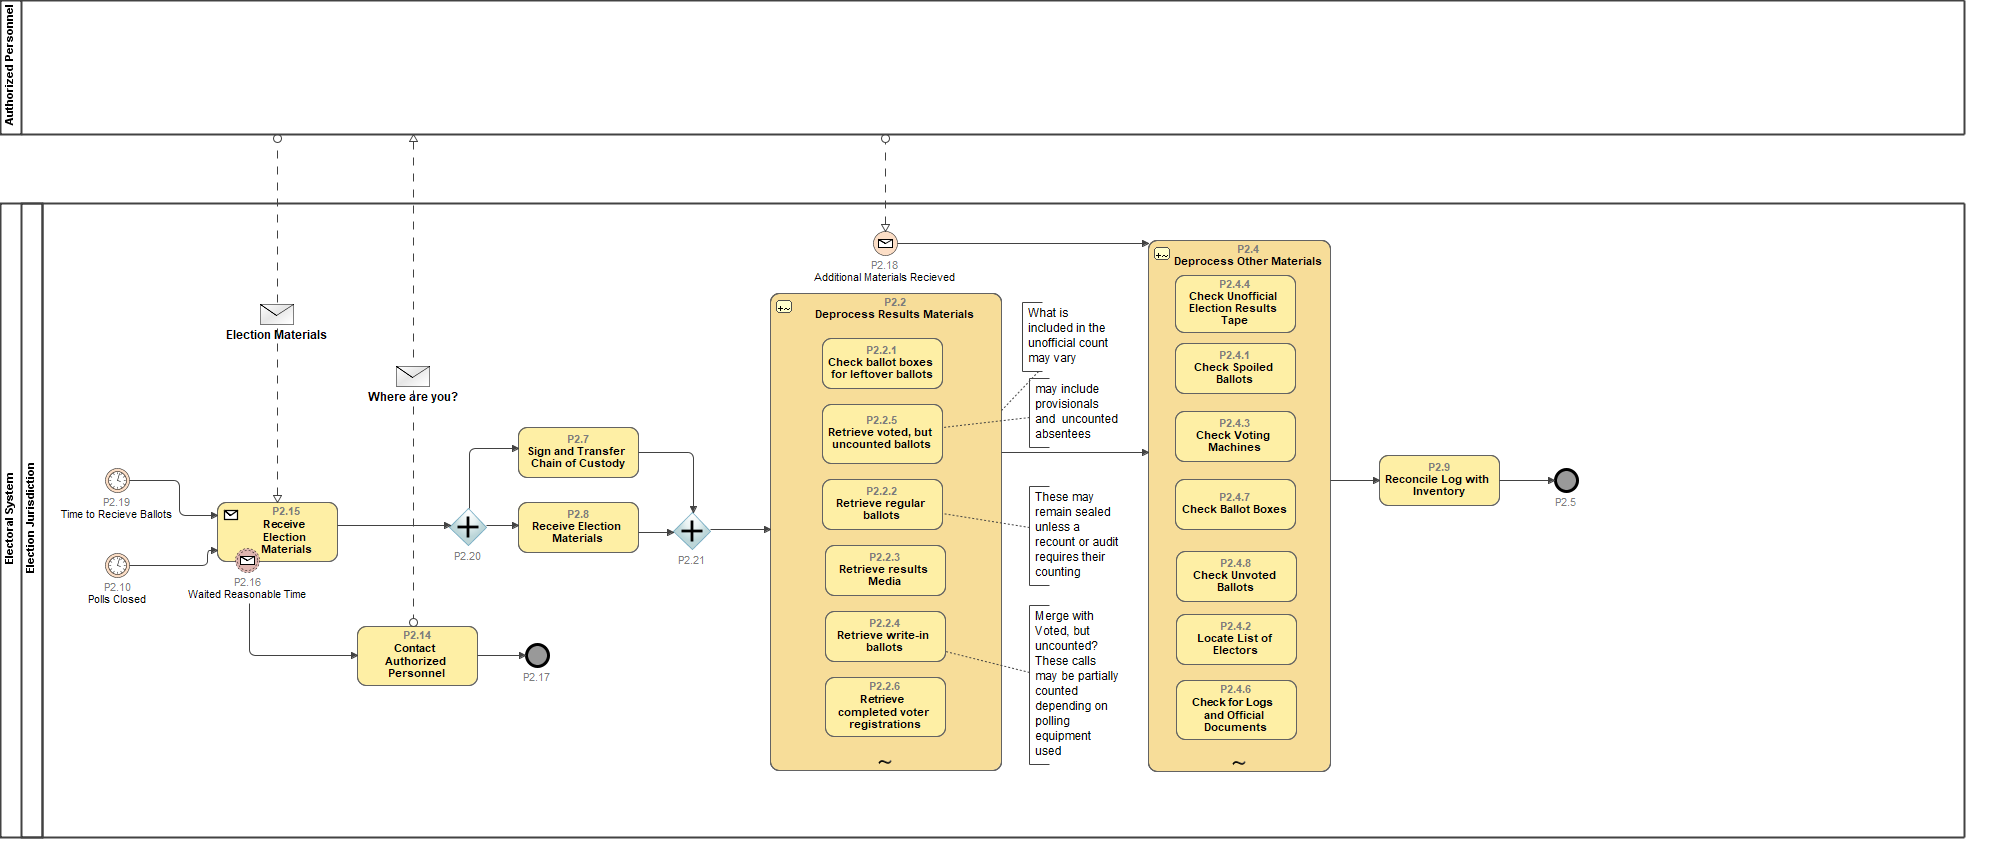 Authorized Personnel
Electoral System
Election Jurisdiction
Election Materials
Where are you?
P2.19
Time to Recieve Ballots
P2.10
Polls Closed
P2.15
Receive
Election
Materials
P2.16
Waited Reasonable Time
P2.14
Contact
Authorized
Personnel
P2.17
P2.20
P2.7
Sign and Transfer
Chain of Custody
P2.8
Receive Election
Materials
P2.21
P2.18
Additional Materials Recieved
P2.2
Deprocess Results Materials
P2.2.1
Check ballot boxes
for leftover ballots
P2.2.5
Retrieve voted, but
uncounted ballots
P2.2.2
Retrieve regular
ballots
P2.2.3
Retrieve results
Media
P2.2.4
Retrieve write-in
ballots
P2.2.6
Retrieve
completed voter
registrations
~
What is
included in the
unofficial count
may vary
may include
provisionals
and uncounted
absentees
These may
remain sealed
unless a
recount or audit
requires their
counting
Merge with
Voted, but
uncounted?
These calls
may be partially
counted
depending on
polling
equipment
used
P2.4
Deprocess Other Materials
P2.4.4
Check Unofficial
Election Results
Tape
P2.4.1
Check Spoiled
Ballots
P2.4.3
Check Voting
Machines
P2.4.7
Check Ballot Boxes
P2.4.8
Check Unvoted
Ballots
P2.4.2
Locate List of
Electors
P2.4.6
Check for Logs
and Official
Documents
~
P2.9
Reconcile Log with
Inventory
P2.5